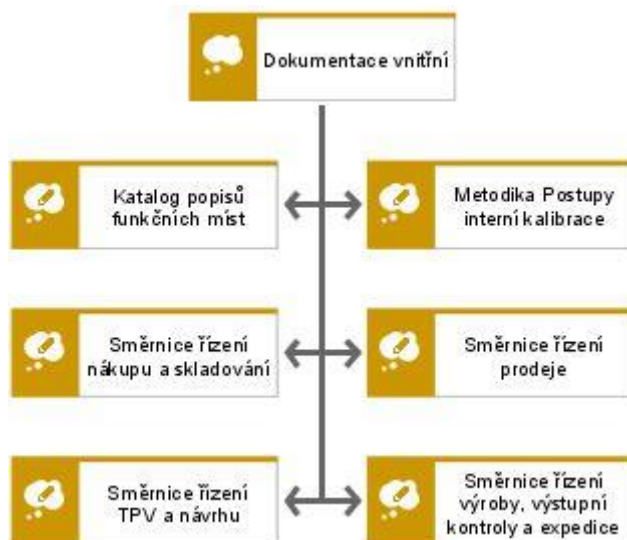 Dokumentace vnitřní
Katalog popisů
funkčních míst
Metodika Postupy
interní kalibrace
Směrnice řízení
nákupu a skladování
Směrnice řízení
prodeje
Směrnice řízení
TPV a návrhu
Směrnice řízení
výroby, výstupní
kontroly a expedice